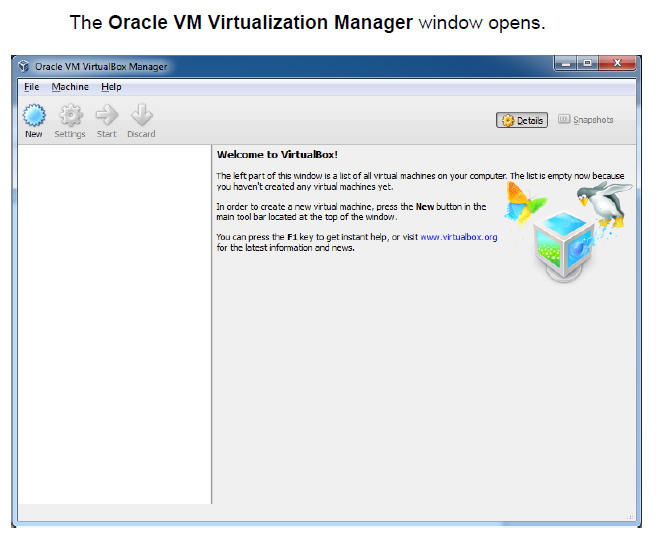 The Oracle VM Virtualization Manager window opens.
Oracle VM VirtualBox Manager
File Machine Help
New Settings Start Discard
Details Snapshots
Welcome to VirtualBox!
The left part of this window is a list of all virtual machines on your computer. The list is empty now because
you haven't created any virtual machines yet.
In order to create a new virtual machine, press the New button in the
main tool bar located at the top of the window.
You can press the F1 key to get instant help, or visit www.virtualbox.org
for the latest information and news.